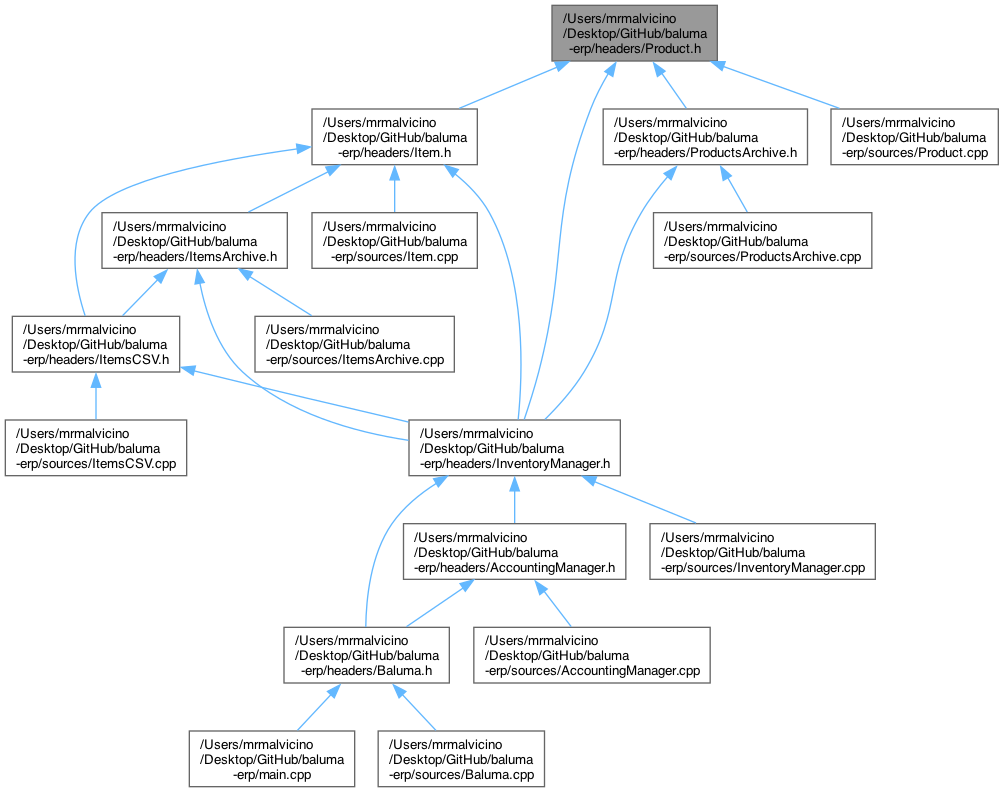 /Users/mrmalvicino
/Desktop/GitHub/baluma
-erp/headers/Product.h
/Users/mrmalvicino
/Desktop/GitHub/baluma
-erp/headers/Item.h
/Users/mrmalvicino
/Desktop/GitHub/baluma
-erp/headers/ProductsArchive.h
/Users/mrmalvicino
/Desktop/GitHub/baluma
-erp/sources/Product.cpp
/Users/mrmalvicino
/Desktop/GitHub/baluma
-erp/headers/ItemsArchive.h
/Users/mrmalvicino
/Desktop/GitHub/baluma
-erp/sources/Item.cpp
/Users/mrmalvicino
/Desktop/GitHub/baluma
-erp/sources/ProductsArchive.cpp
/Users/mrmalvicino
/Desktop/GitHub/baluma
-erp/headers/ItemsCSV.h
/Users/mrmalvicino
/Desktop/GitHub/baluma
-erp/sources/ItemsArchive.cpp
/Users/mrmalvicino
/Desktop/GitHub/baluma
-erp/sources/ItemsCSV.cpp
/Users/mrmalvicino
/Desktop/GitHub/baluma
-erp/headers/InventoryManager.h
/Users/mrmalvicino
/Desktop/GitHub/baluma
-erp/headers/AccountingManager.h
/Users/mrmalvicino
/Desktop/GitHub/baluma
-erp/sources/InventoryManager.cpp
/Users/mrmalvicino
/Desktop/GitHub/baluma
-erp/headers/Baluma.h
/Users/mrmalvicino
/Desktop/GitHub/baluma
-erp/sources/AccountingManager.cpp
/Users/mrmalvicino
/Desktop/GitHub/baluma
-erp/main.cpp
/Users/mrmalvicino
/Desktop/GitHub/baluma
-erp/sources/Baluma.cpp